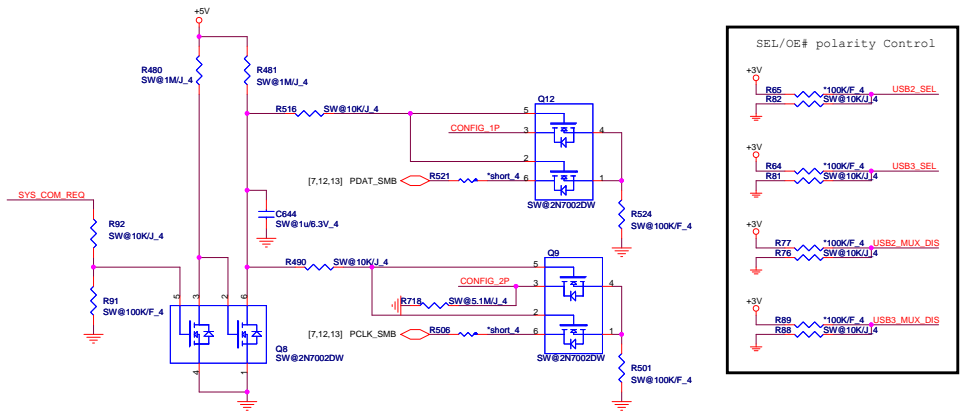 +5V
R480
SW@1M/J_4
R481
SW@1M/J_4
R516
SW@10K/J_4
Q12
5
CONFIG_1P
3
4
2
[7,12,13]
PDAT_SMB
R521
*short_4
6
1
SW@2N7002DW
R524
SW@100K/F_4
SYS_COM_REQ
R92
SW@10K/J_4
C644
SW@1u/6.3V_4
R490
SW@10K/J_4
Q9
5
CONFIG_2P
3
4
R718
SW@5.1M/J_4
2
[7,12,13]
PCLK_SMB
R506
*short_4
6
1
SW@2N7002DW
R501
SW@100K/F_4
R91
SW@100K/F_4
5
3
2
6
Q8
SW@2N7002DW
4
1
SEL/OE# polarity Control
+3V
R65
*100K/F_4
USB2_SEL
R82
SW@10K/J_4
+3V
R64
*100K/F_4
USB3_SEL
R81
SW@10K/J_4
+3V
R77
*100K/F_4
USB2_MUX_DIS
R76
SW@10K/J_4
+3V
R89
*100K/F_4
USB3_MUX_DIS
R88
SW@10K/J_4